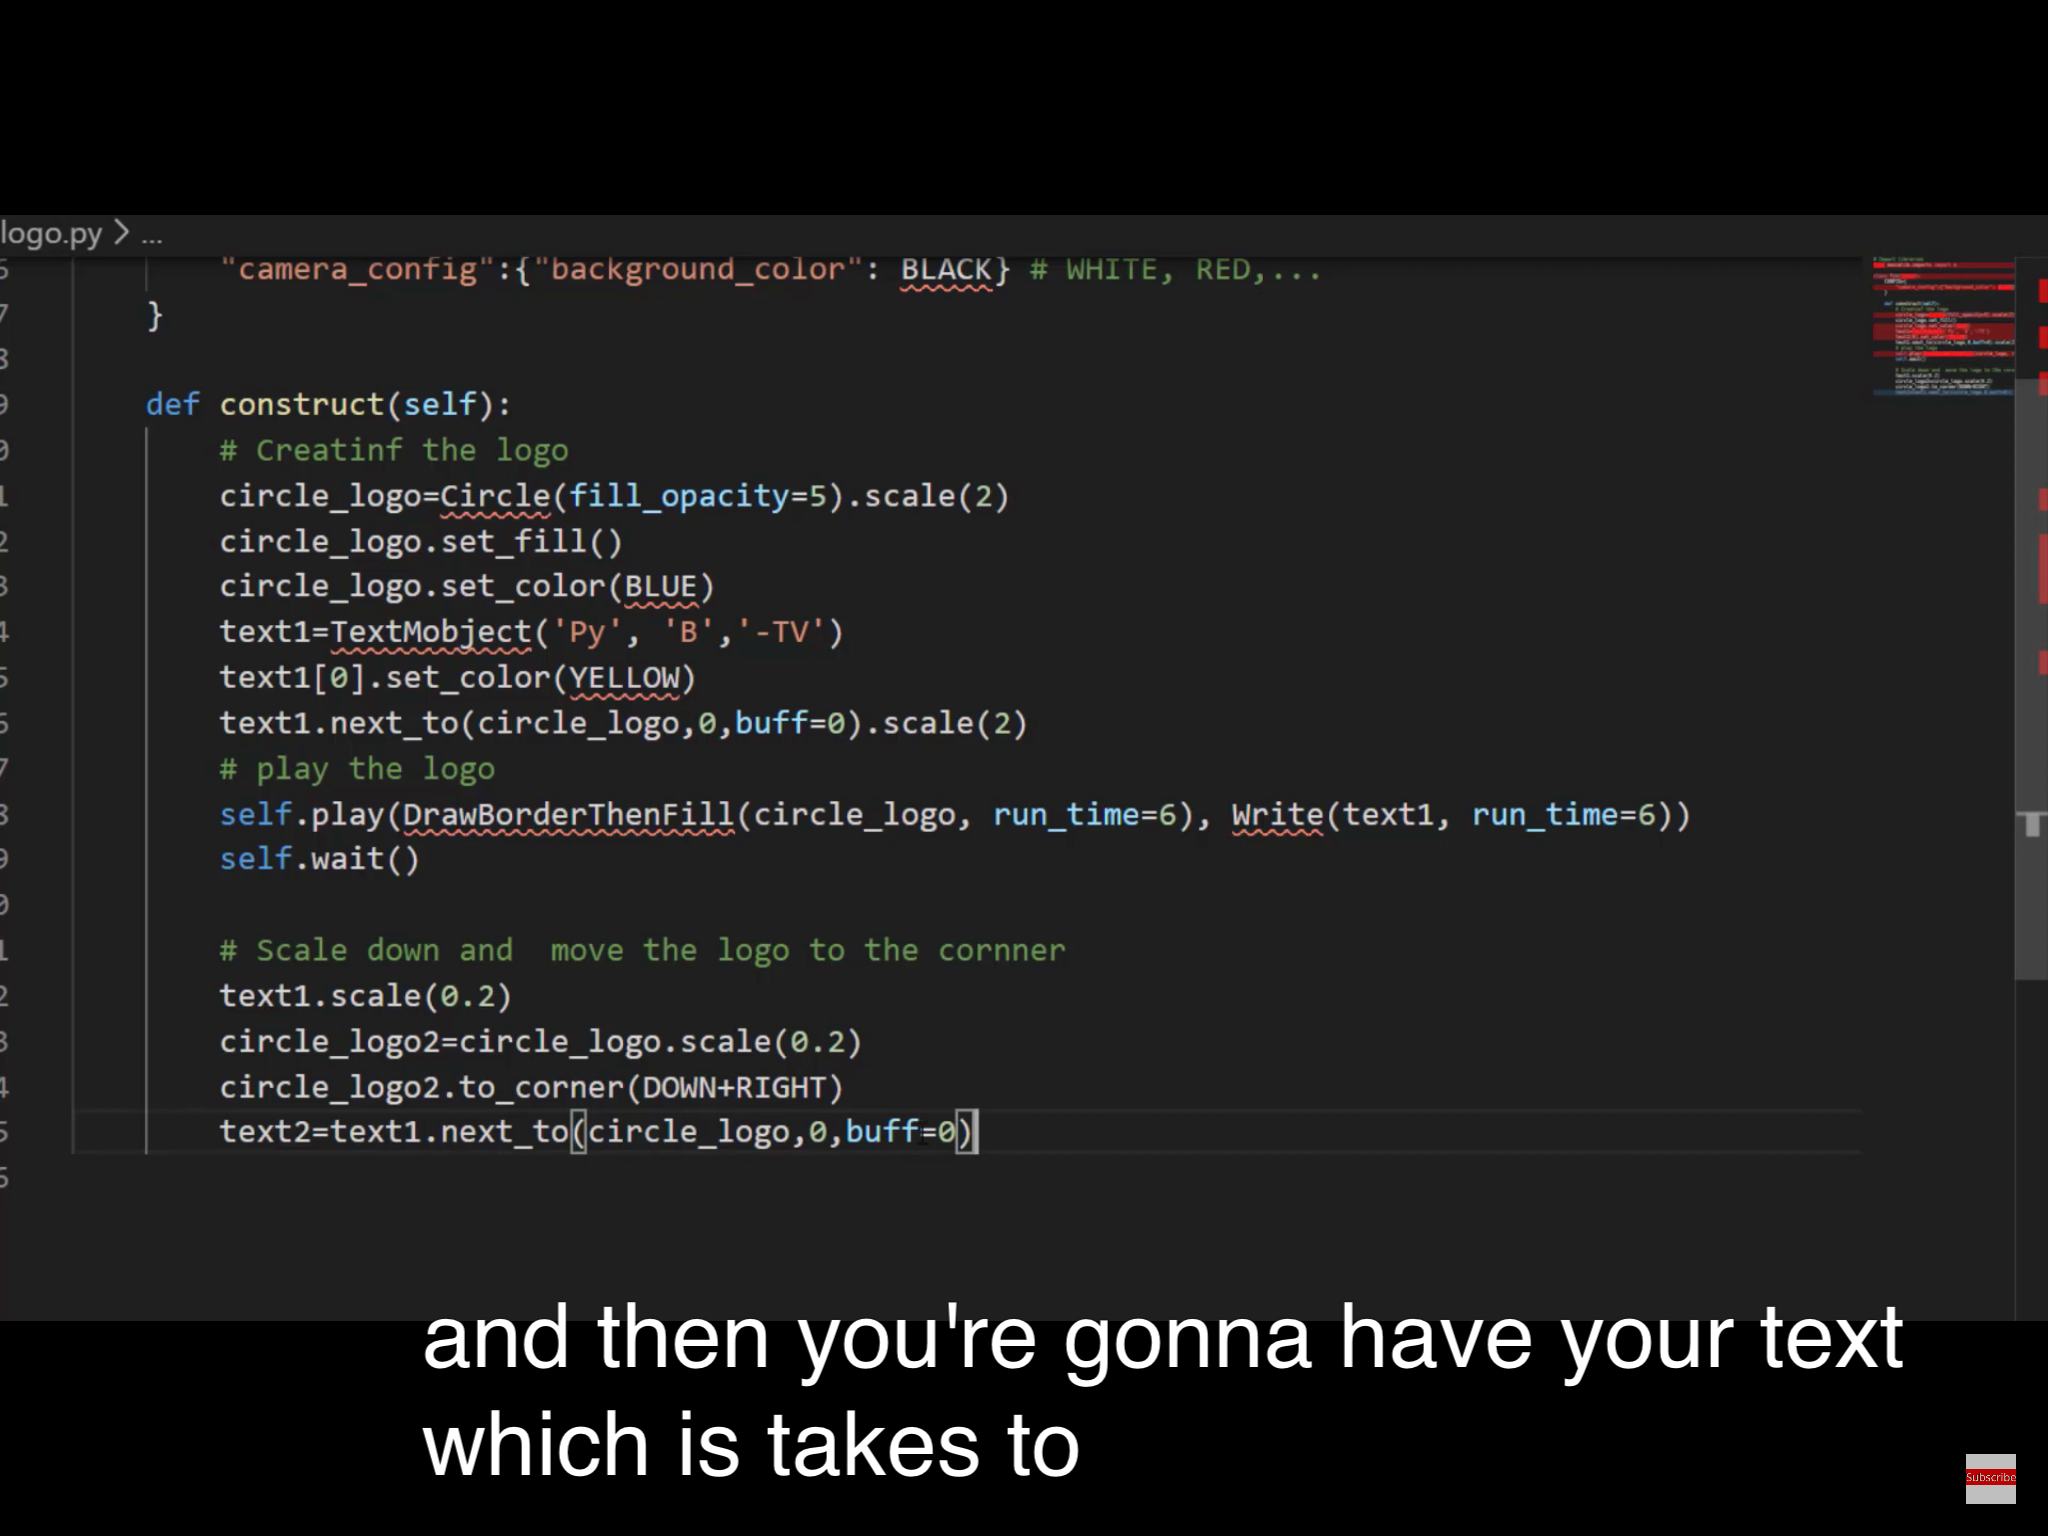 logo.py > ...
"camera_config":{"background_color": BLACK} # WHITE, RED,...
}
def construct(self):
# Creatinf the logo
circle_logo=Circle(fill_opacity=5).scale(2)
circle_logo.set_fill()
circle_logo.set_color(BLUE)
text1=TextMobject('Py', 'B','-TV')
text1[0].set_color(YELLOW)
text1.next_to(circle_logo,0,buff=0).scale(2)
# play the logo
self.play(DrawBorderThenFill(circle_logo, run_time=6), Write(text1, run_time=6))
self.wait()
# Scale down and  move the logo to the cornner
text1.scale(0.2)
circle_logo2=circle_logo.scale(0.2)
circle_logo2.to_corner(DOWN+RIGHT)
text2=text1.next_to(circle_logo,0,buff=0)
and then you're gonna have your text
which is takes to
Subscribe